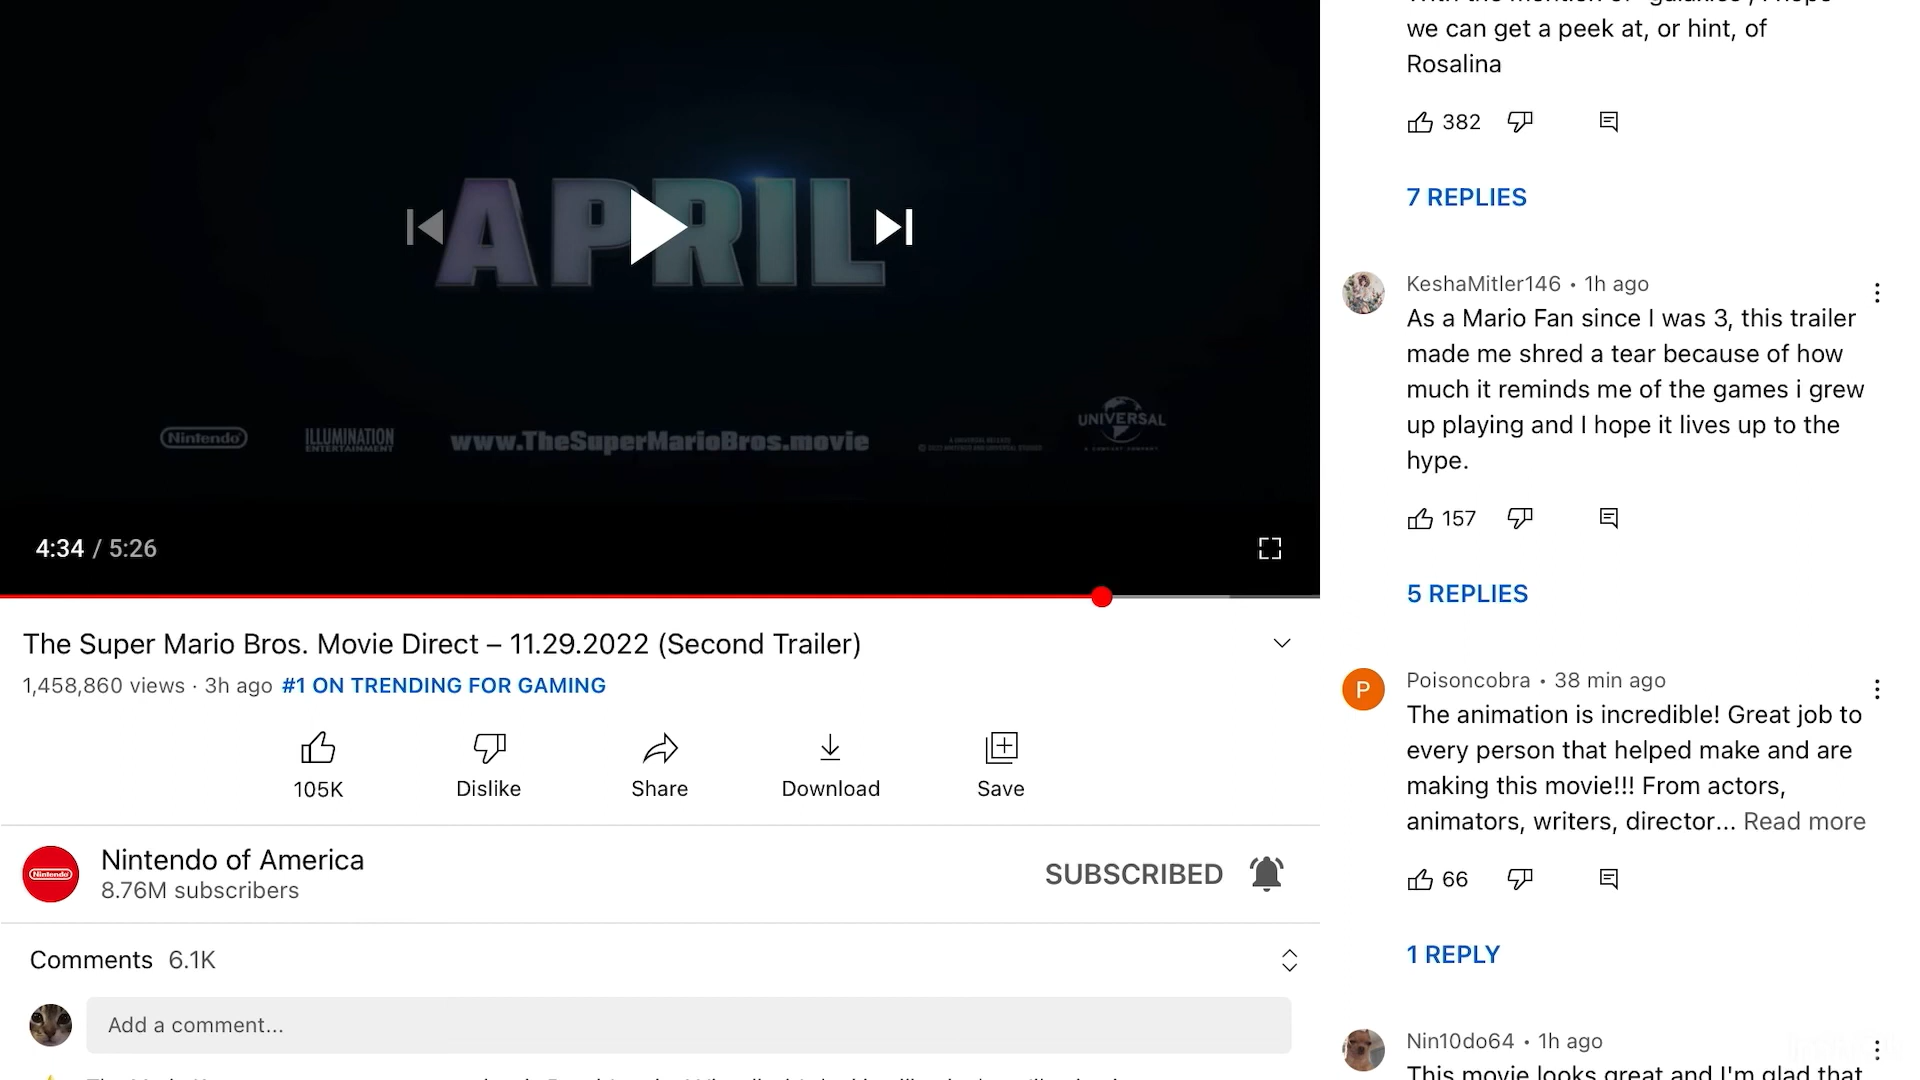 APRIL
Nintendo
ILLUMINATION
ENTERTAINMENT
www.TheSuperMarioBros.movie
UNIVERSAL
4:34 / 5:26
The Super Mario Bros. Movie Direct – 11.29.2022 (Second Trailer)
1,458,860 views · 3h ago #1 ON TRENDING FOR GAMING
105K
Dislike
Share
Download
Save
Nintendo
Nintendo of America
8.76M subscribers
SUBSCRIBED
Comments 6.1K
Add a comment...
we can get a peek at, or hint, of
Rosalina
382
7 REPLIES
KeshaMitler146 • 1h ago
As a Mario Fan since I was 3, this trailer
made me shred a tear because of how
much it reminds me of the games i grew
up playing and I hope it lives up to the
hype.
157
5 REPLIES
P
Poisoncobra • 38 min ago
The animation is incredible! Great job to
every person that helped make and are
making this movie!!! From actors,
animators, writers, director... Read more
66
1 REPLY
Nin10do64 • 1h ago
This movie looks great and I'm glad that